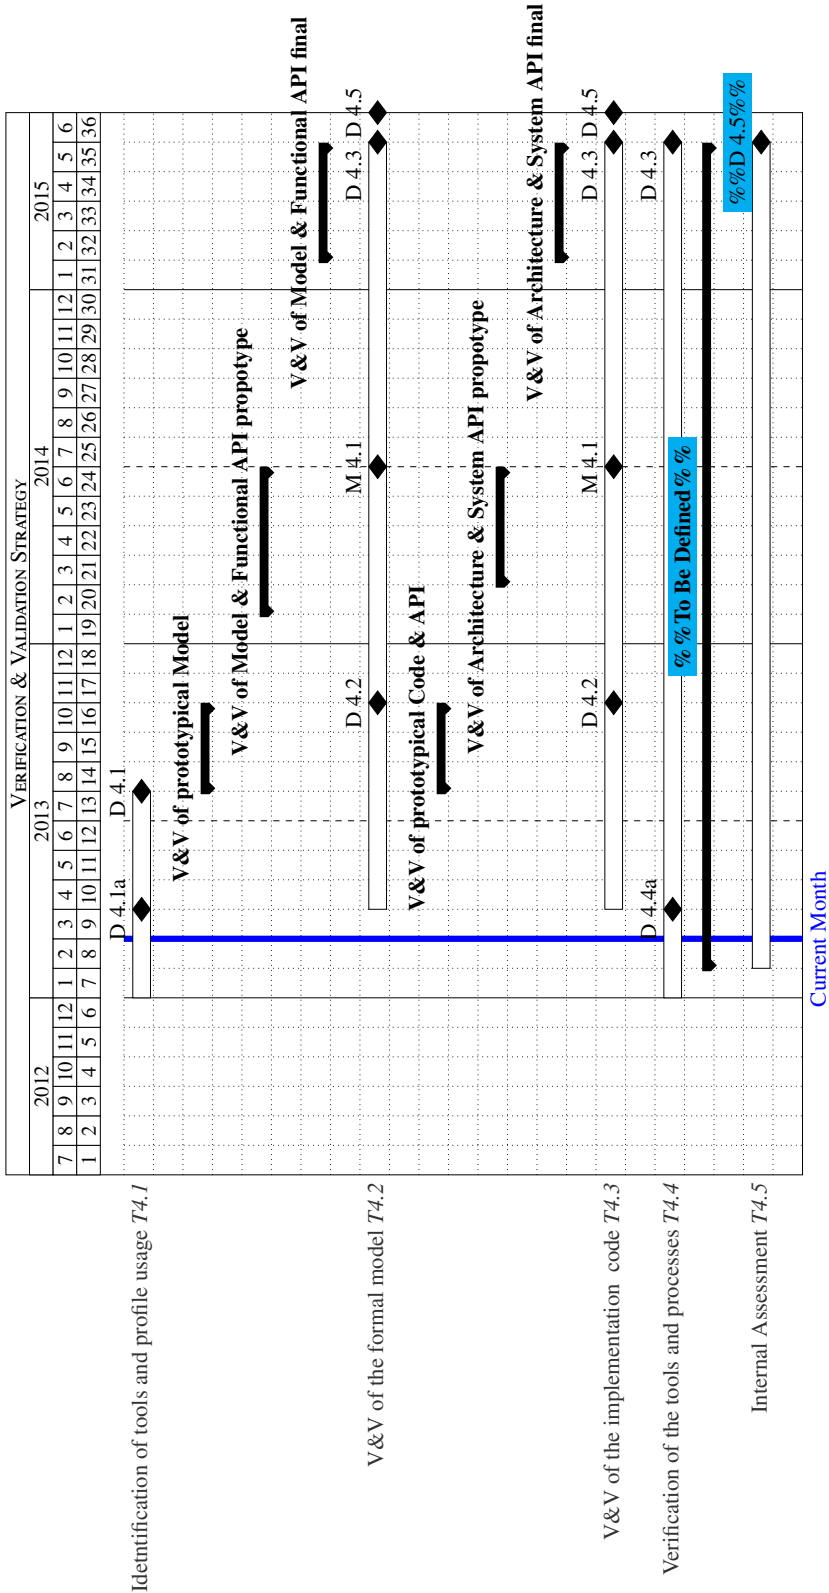 VERIFICATION & VALIDATION STRATEGY
2012 2013 2014 2015
7 8 9 10 11 12 1 2 3 4 5 6 7 8 9 10 11 12 1 2 3 4 5 6 7 8 9 10 11 12 1 2 3 4 5 6
1 2 3 4 5 6 7 8 9 10 11 12 13 14 15 16 17 18 19 20 21 22 23 24 25 26 27 28 29 30 31 32 33 34 35 36
D 4.1a D 4.1
Idetntification of tools and profile usage T4.1
V&V of prototypical Model
V&V of Model & Functional API propotype
V&V of Model & Functional API final
D 4.2 M 4.1 D 4.3 D 4.5
V&V of the formal model T4.2
V&V of prototypical Code & API
V&V of Architecture & System API propotype
V&V of Architecture & System API final
D 4.2 M 4.1 D 4.3 D 4.5
V&V of the implementation code T4.3
D 4.4a D 4.3
Verification of the tools and processes T4.4
%%To Be Defined%%
%%D 4.5%%
Internal Assessment T4.5
Current Month